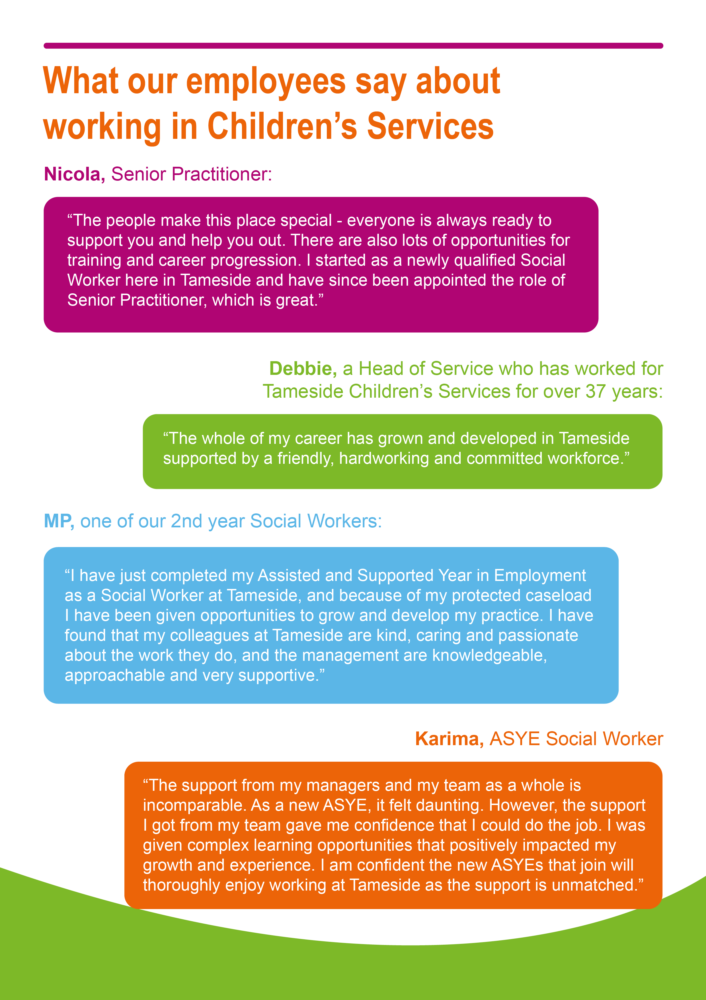 What our employees say about
working in Children’s Services
Nicola, Senior Practitioner:
“The people make this place special - everyone is always ready to
support you and help you out. There are also lots of opportunities for
training and career progression. I started as a newly qualified Social
Worker here in Tameside and have since been appointed the role of
Senior Practitioner, which is great.”
Debbie, a Head of Service who has worked for
Tameside Children’s Services for over 37 years:
“The whole of my career has grown and developed in Tameside
supported by a friendly, hardworking and committed workforce.”
MP, one of our 2nd year Social Workers:
“I have just completed my Assisted and Supported Year in Employment
as a Social Worker at Tameside, and because of my protected caseload
I have been given opportunities to grow and develop my practice. I have
found that my colleagues at Tameside are kind, caring and passionate
about the work they do, and the management are knowledgeable,
approachable and very supportive.”
Karima, ASYE Social Worker
“The support from my managers and my team as a whole is
incomparable. As a new ASYE, it felt daunting. However, the support
I got from my team gave me confidence that I could do the job. I was
given complex learning opportunities that positively impacted my
growth and experience. I am confident the new ASYEs that join will
thoroughly enjoy working at Tameside as the support is unmatched.”